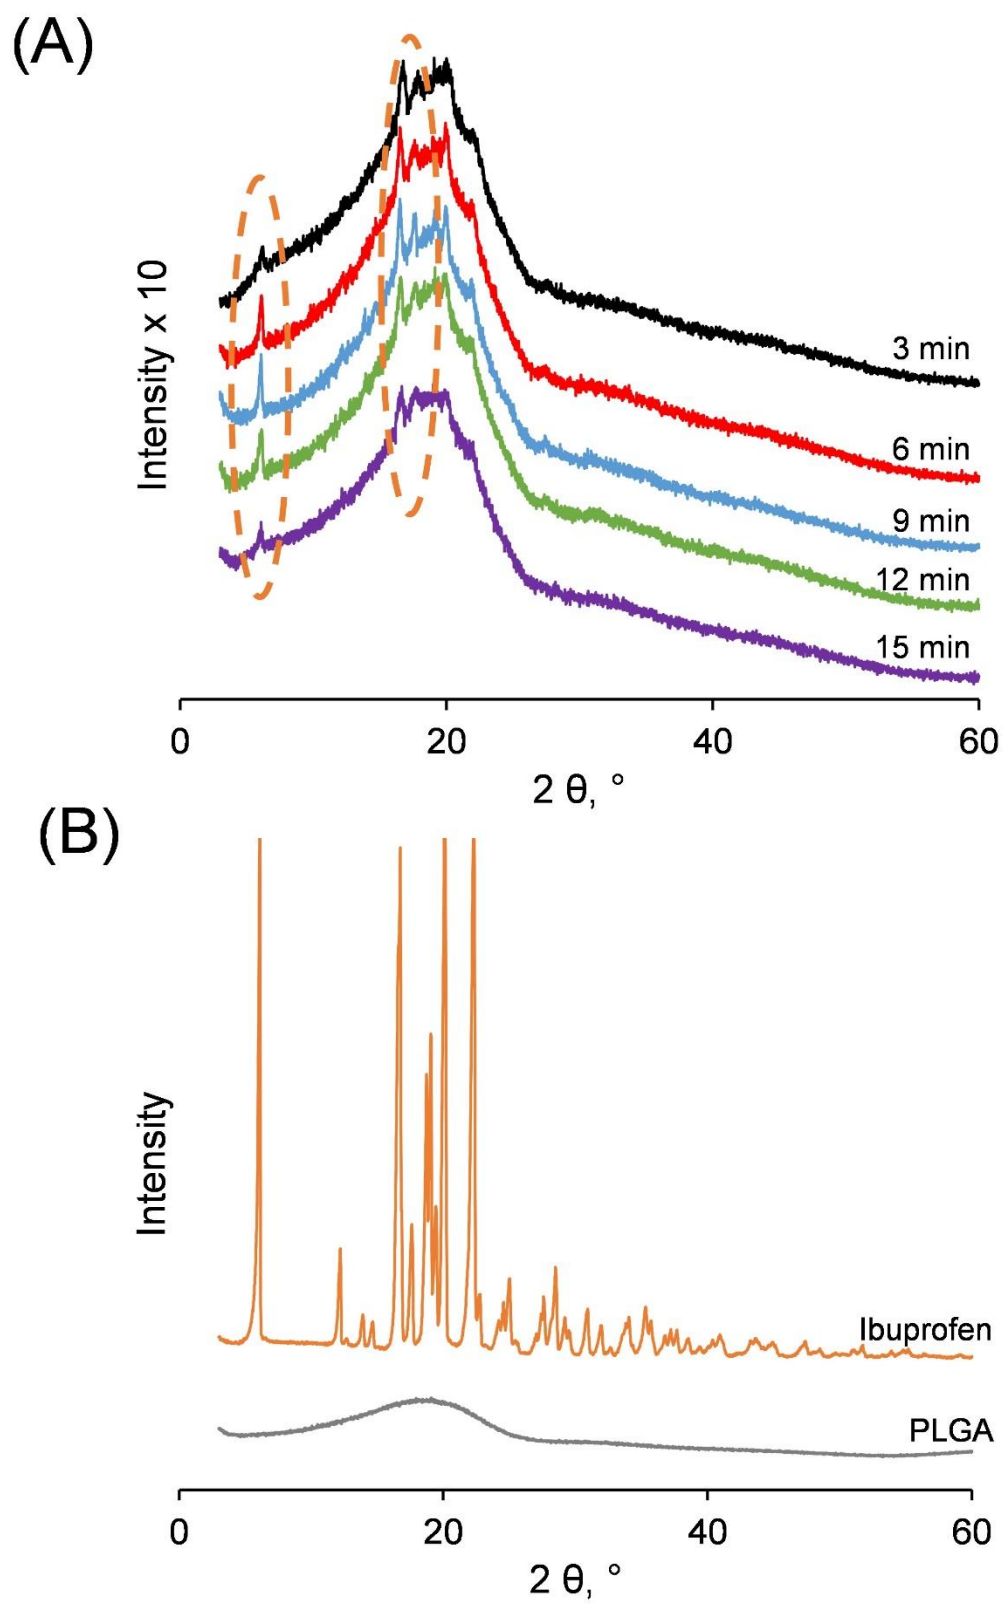 (A)
Intensity x 10
3 min
6 min
9 min
12 min
15 min
0 20 40 60
2 θ, °
(B)
Intensity
Ibuprofen
PLGA
0 20 40 60
2 θ, °